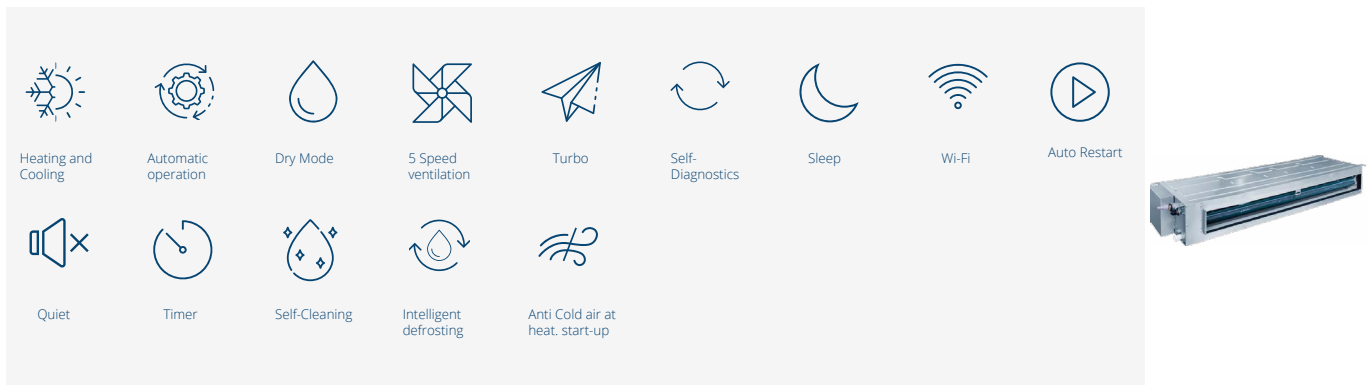 Heating and
Cooling
Automatic
operation
Dry Mode
5 Speed
ventilation
Turbo
Self-
Diagnostics
Sleep
Wi-Fi
Auto Restart
Quiet
Timer
Self-Cleaning
Intelligent
defrosting
Anti Cold air at
heat. start-up